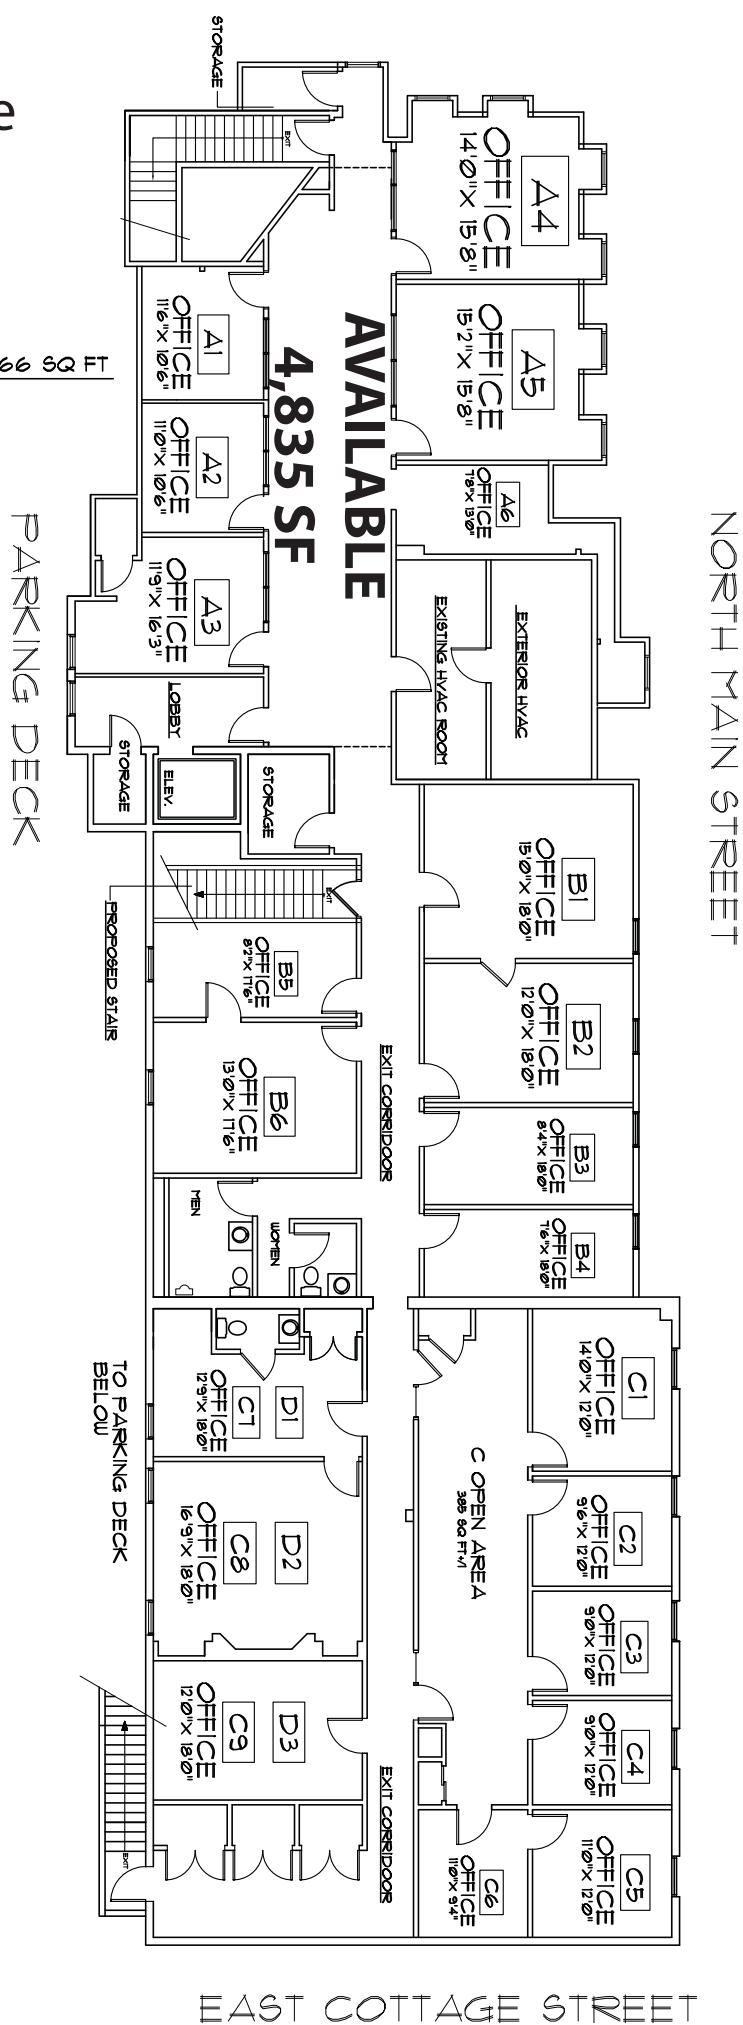 e
66 SQ FT
STORAGE
EXIT
A4
OFFICE
14'0"X 15'8"
A5
OFFICE
15'2"X 15'8"
A1
OFFICE
11'6"X 10'6"
A2
OFFICE
11'0"X 10'6"
A3
OFFICE
11'9"X 16'3"
AVAILABLE
4,835 SF
A6
OFFICE
7'8"X 13'0"
EXISTING HVAC ROOM
EXTERIOR HVAC
LOBBY
STORAGE
ELEV.
STORAGE
NORTH MAIN STREET
PARKING DECK
B1
OFFICE
15'0"X 18'0"
B2
OFFICE
12'0"X 18'0"
B3
OFFICE
8'4"X 18'0"
B4
OFFICE
7'6"X 18'0"
EXIT
PROPOSED STAIR
B5
OFFICE
8'2"X 17'6"
B6
OFFICE
13'0"X 17'6"
EXIT CORRIDOOR
MEN
WOMEN
TO PARKING DECK
BELOW
C1
OFFICE
14'0"X 12'0"
C2
OFFICE
9'6"X 12'0"
C3
OFFICE
9'0"X 12'0"
C4
OFFICE
9'0"X 12'0"
C5
OFFICE
11'0"X 12'0"
C6
OFFICE
11'0"X 9'4"
C OPEN AREA
385 SQ FT+/-
D1
C7
OFFICE
12'9"X 18'0"
D2
C8
OFFICE
16'9"X 18'0"
D3
C9
OFFICE
12'0"X 18'0"
EXIT CORRIDOOR
EXIT
EAST COTTAGE STREET